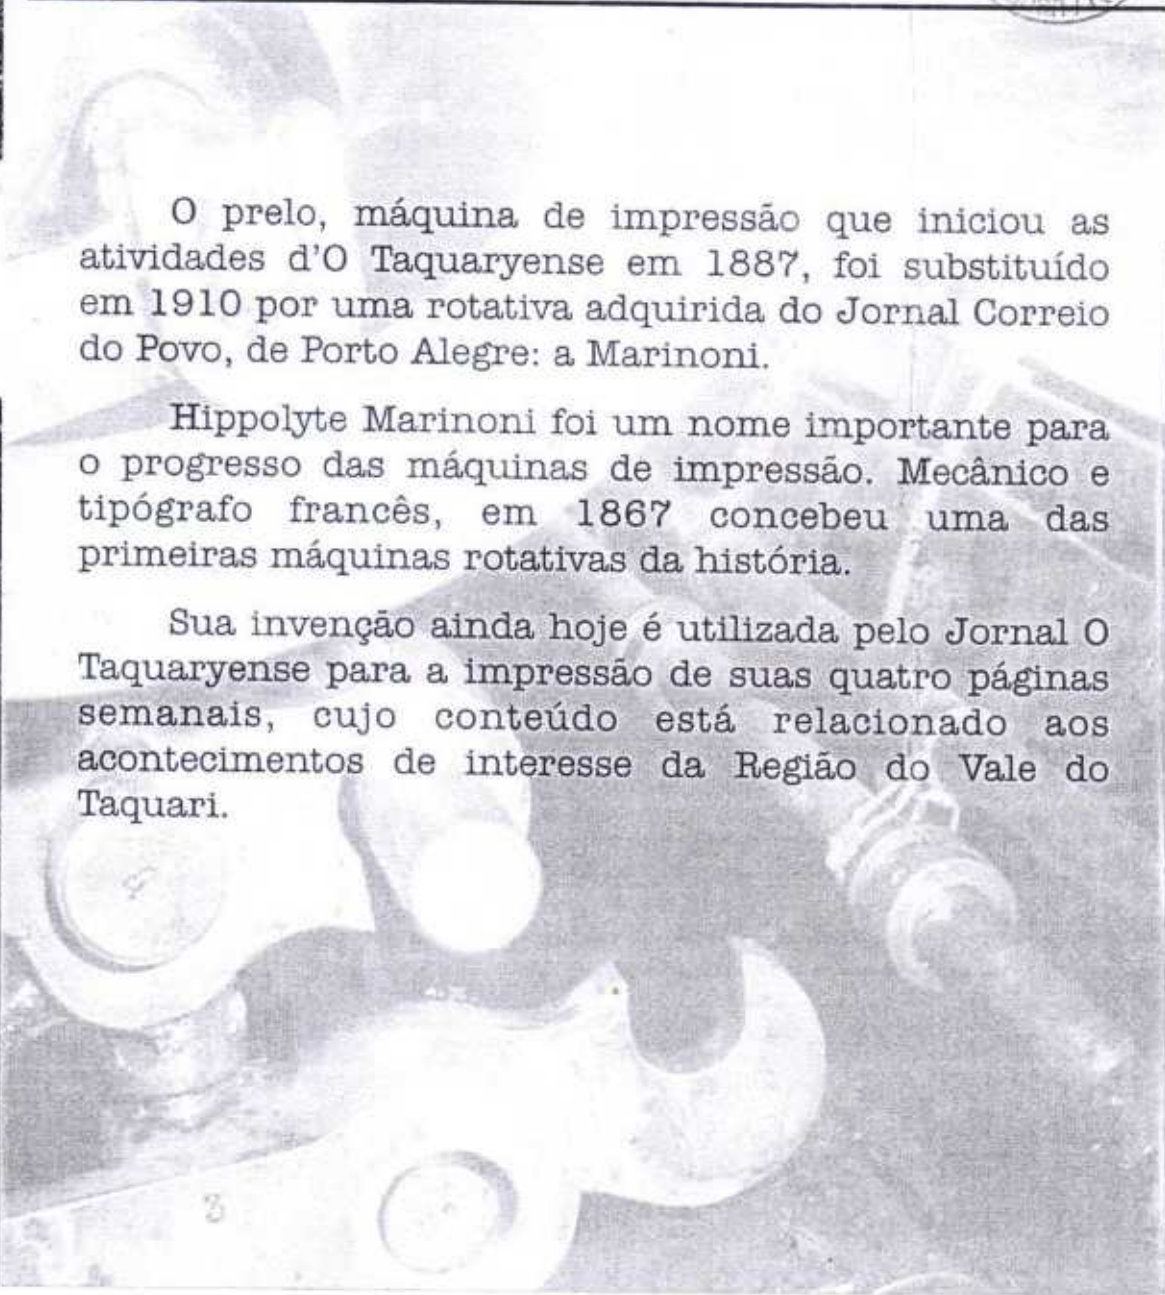 O prelo, máquina de impressão que iniciou as
atividades d'O Taquaryense em 1887, foi substituído
em 1910 por uma rotativa adquirida do Jornal Correio
do Povo, de Porto Alegre: a Marinoni.
Hippolyte Marinoni foi um nome importante para
o progresso das máquinas de impressão. Mecânico e
tipógrafo francês, em 1867 concebeu uma das
primeiras máquinas rotativas da história.
Sua invenção ainda hoje é utilizada pelo Jornal O
Taquaryense para a impressão de suas quatro páginas
semanais, cujo conteúdo está relacionado aos
acontecimentos de interesse da Região do Vale do
Taquari.
3